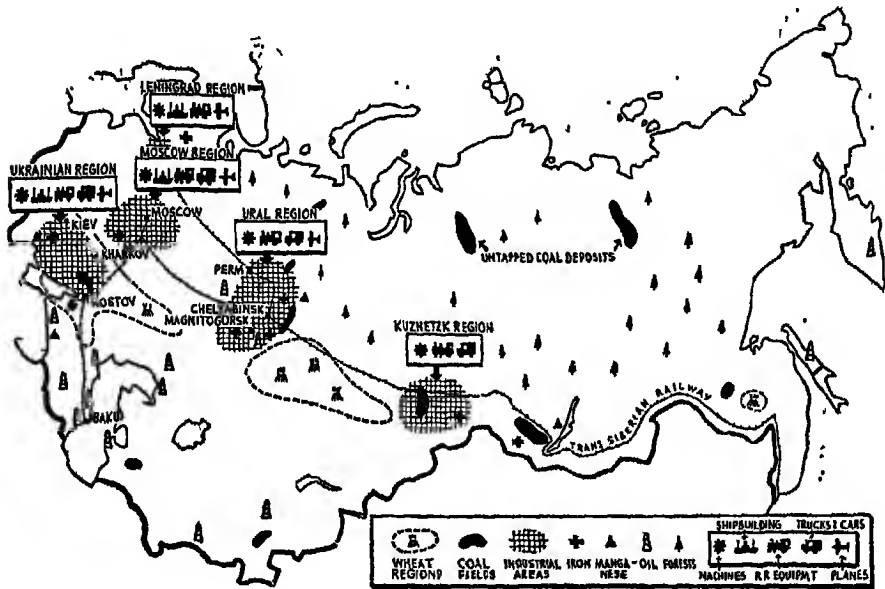 LENINGRAD REGION
MOSCOW REGION
UKRAINIAN REGION
URAL REGION
MOSCOW
KIEV
KHARKOV
ROSTOV
PERM
UNTAPPED COAL DEPOSITS
CHELYABINSK
MAGNITOGORSK
KUZNETZK REGION
BAKU
TRANS SIBERIAN RAILWAY
SHIPBUILDING TRUCKS & CARS
WHEAT REGIONS
COAL FIELDS
INDUSTRIAL AREAS
IRON
MANGA-NESE
OIL
FORESTS
MACHINES R.R EQUIPMT PLANES